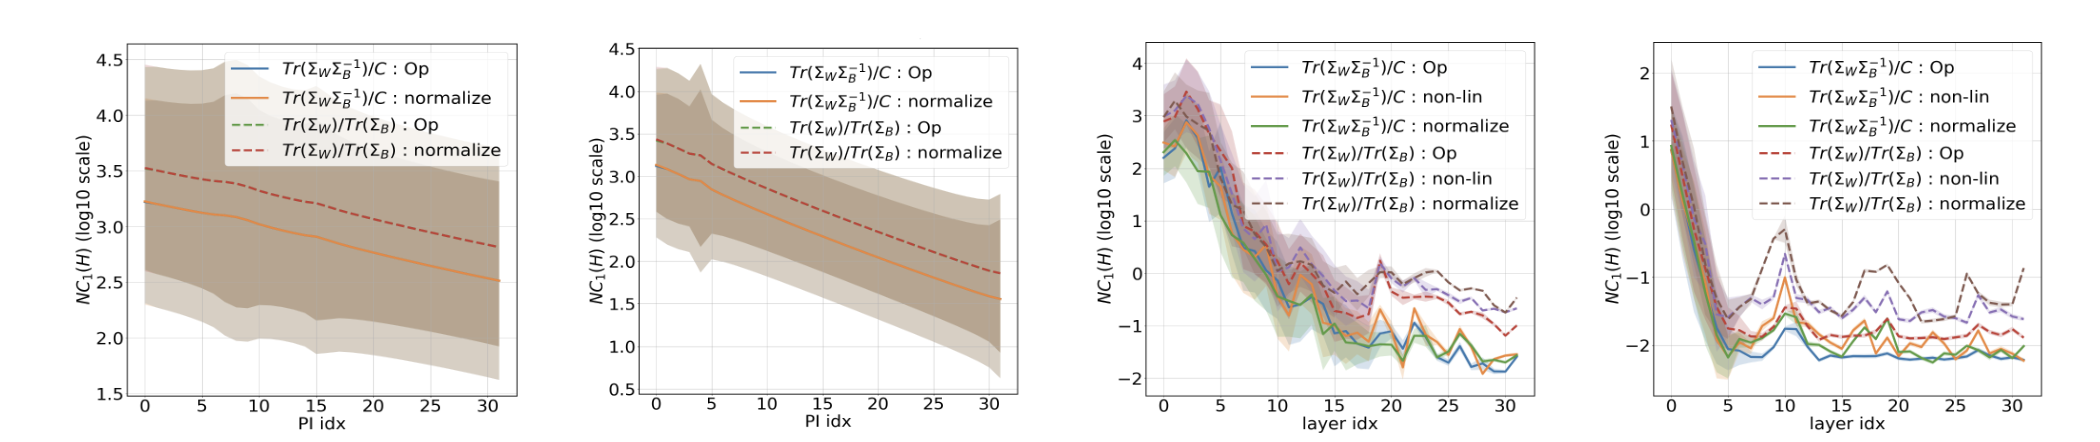 NC₁(H) (log10 scale)
4.5
4.0
3.5
3.0
2.5
2.0
1.5
Tr(Σ_WΣ_B⁻¹)/C : Op
Tr(Σ_WΣ_B⁻¹)/C : normalize
Tr(Σ_W)/Tr(Σ_B) : Op
Tr(Σ_W)/Tr(Σ_B) : normalize
0 5 10 15 20 25 30
PI idx
NC₁(H) (log10 scale)
4.5
4.0
3.5
3.0
2.5
2.0
1.5
1.0
0.5
Tr(Σ_WΣ_B⁻¹)/C : Op
Tr(Σ_WΣ_B⁻¹)/C : normalize
Tr(Σ_W)/Tr(Σ_B) : Op
Tr(Σ_W)/Tr(Σ_B) : normalize
0 5 10 15 20 25 30
PI idx
NC₁(H) (log10 scale)
4
3
2
1
0
−1
−2
Tr(Σ_WΣ_B⁻¹)/C : Op
Tr(Σ_WΣ_B⁻¹)/C : non-lin
Tr(Σ_WΣ_B⁻¹)/C : normalize
Tr(Σ_W)/Tr(Σ_B) : Op
Tr(Σ_W)/Tr(Σ_B) : non-lin
Tr(Σ_W)/Tr(Σ_B) : normalize
0 5 10 15 20 25 30
layer idx
NC₁(H) (log10 scale)
2
1
0
−1
−2
Tr(Σ_WΣ_B⁻¹)/C : Op
Tr(Σ_WΣ_B⁻¹)/C : non-lin
Tr(Σ_WΣ_B⁻¹)/C : normalize
Tr(Σ_W)/Tr(Σ_B) : Op
Tr(Σ_W)/Tr(Σ_B) : non-lin
Tr(Σ_W)/Tr(Σ_B) : normalize
0 5 10 15 20 25 30
layer idx